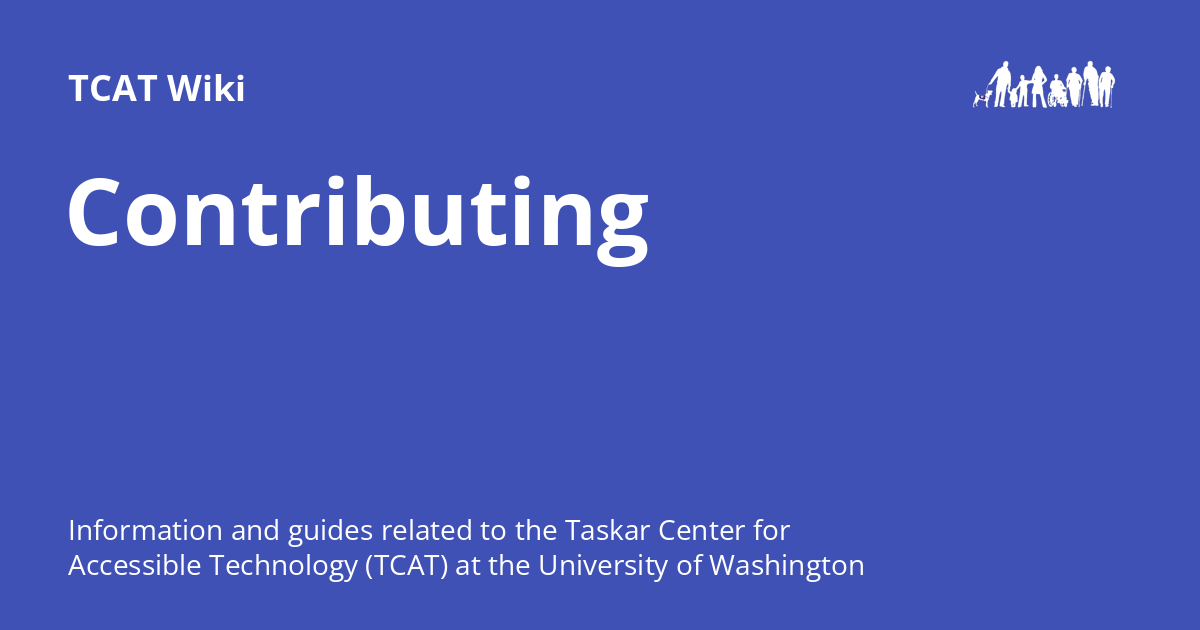 TCAT Wiki
Contributing
Information and guides related to the Taskar Center for
Accessible Technology (TCAT) at the University of Washington